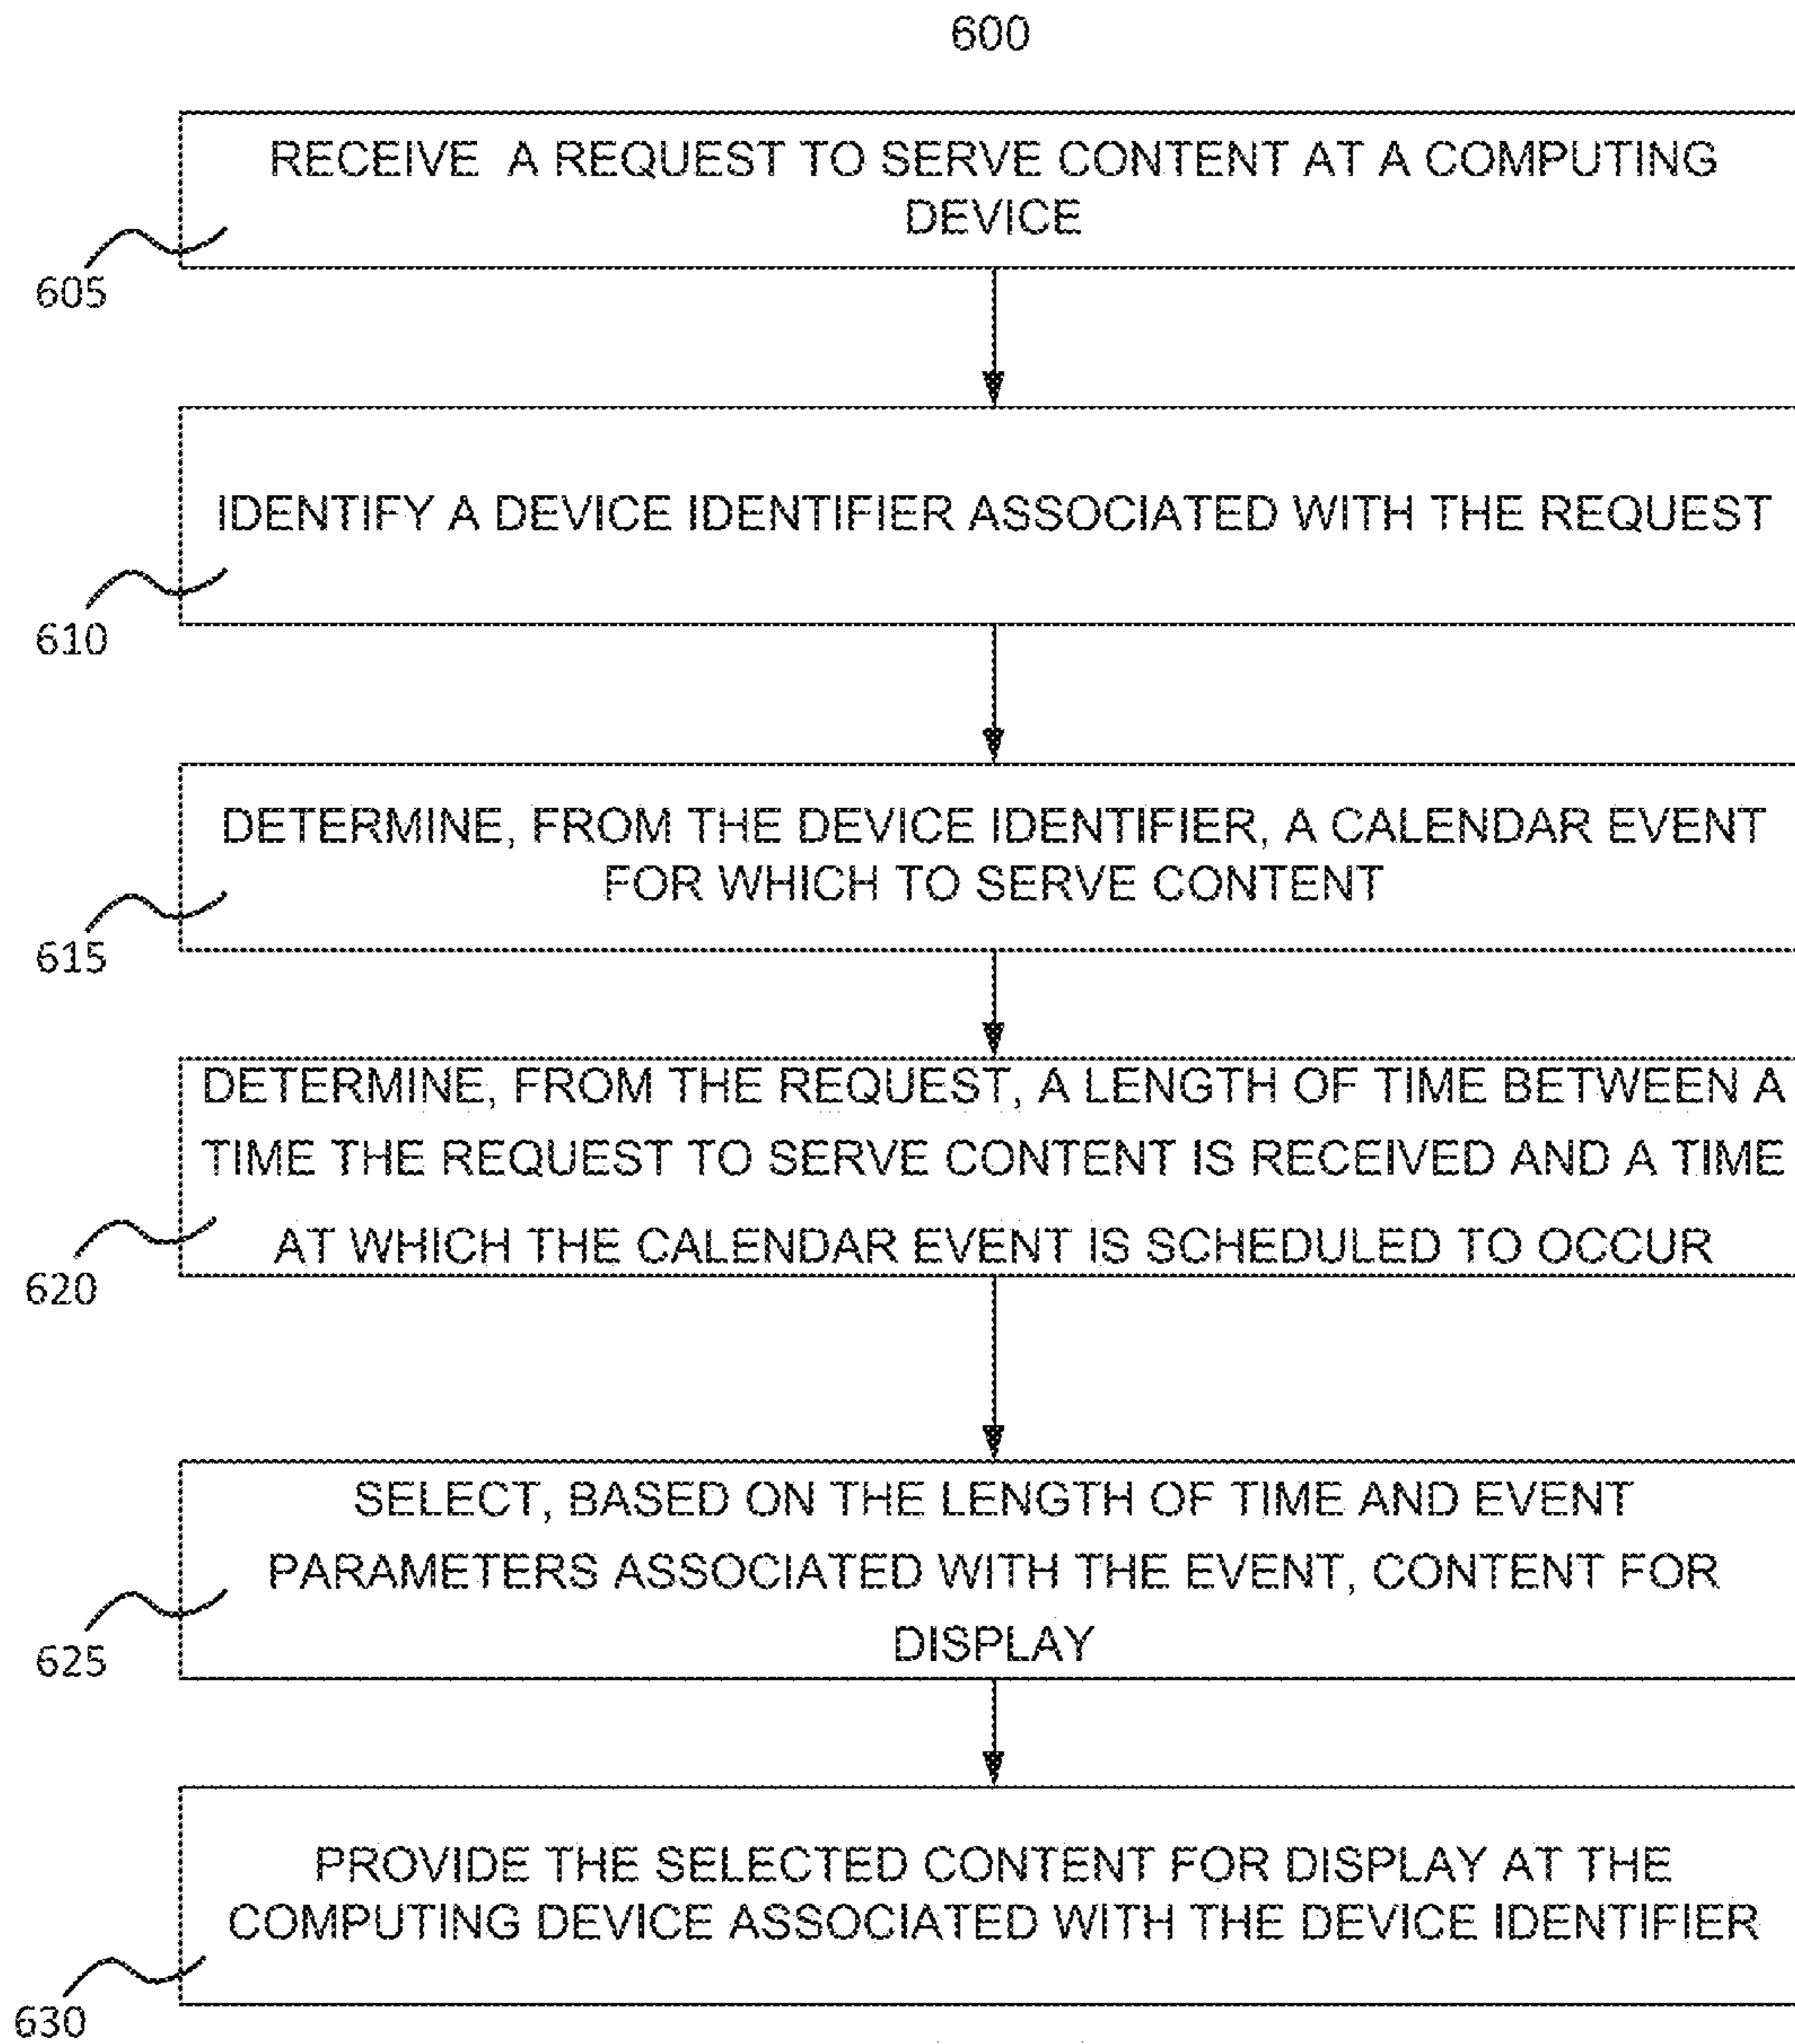 600
RECEIVE A REQUEST TO SERVE CONTENT AT A COMPUTING
DEVICE
605
IDENTIFY A DEVICE IDENTIFIER ASSOCIATED WITH THE REQUEST
610
DETERMINE, FROM THE DEVICE IDENTIFIER, A CALENDAR EVENT
FOR WHICH TO SERVE CONTENT
615
DETERMINE, FROM THE REQUEST, A LENGTH OF TIME BETWEEN A
TIME THE REQUEST TO SERVE CONTENT IS RECEIVED AND A TIME
AT WHICH THE CALENDAR EVENT IS SCHEDULED TO OCCUR
620
SELECT, BASED ON THE LENGTH OF TIME AND EVENT
PARAMETERS ASSOCIATED WITH THE EVENT, CONTENT FOR
DISPLAY
625
PROVIDE THE SELECTED CONTENT FOR DISPLAY AT THE
COMPUTING DEVICE ASSOCIATED WITH THE DEVICE IDENTIFIER
630